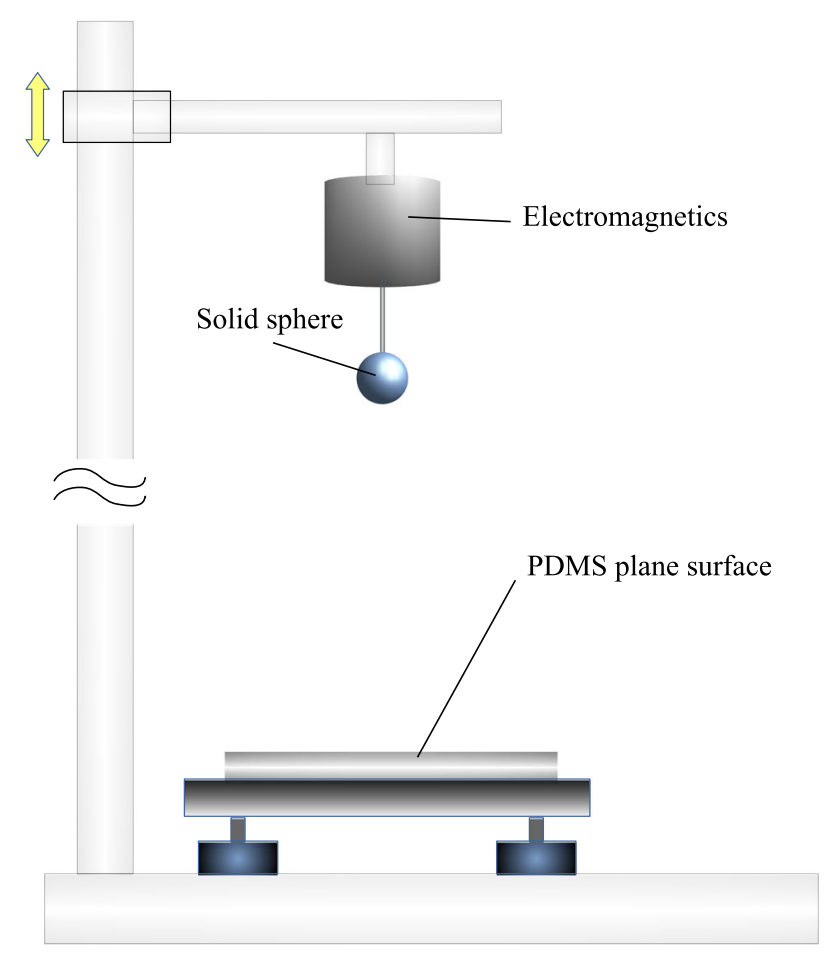 Electromagnetics
Solid sphere
PDMS plane surface